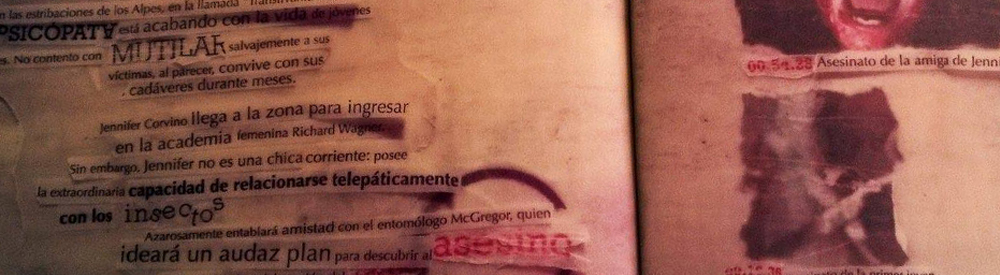 n las estribaciones de los Alpes, en la llamada
PSICÓPATA está acabando con la vida de jóvenes
es. No contento con MUTILAR salvajemente a sus
víctimas, al parecer, convive con sus
cadáveres durante meses.
Jennifer Corvino llega a la zona para ingresar
en la academia femenina Richard Wagner.
Sin embargo, Jennifer no es una chica corriente: posee
la extraordinaria capacidad de relacionarse telepáticamente
con los insectos
Azarosamente entablará amistad con el entomólogo McGregor, quien
ideará un audaz plan para descubrir al asesino
00:54:28 Asesinato de la amiga de Jenni